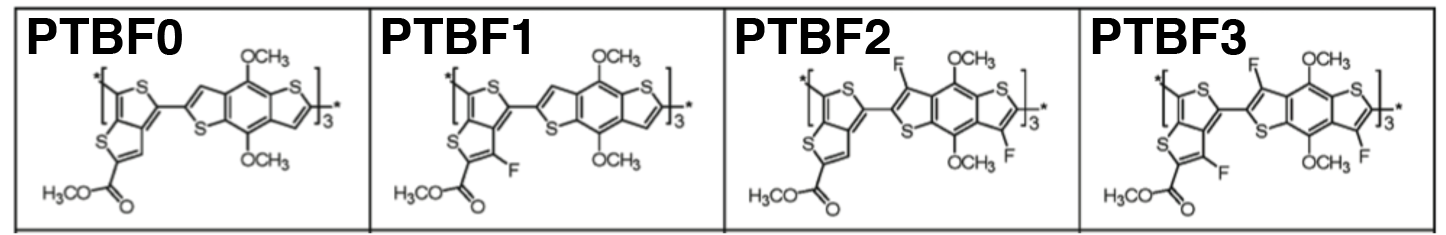 PTBF0
OCH₃
* S S
S 3 *
S OCH₃
H₃CO
O
PTBF1
OCH₃
* S S
S 3 *
S OCH₃
F
H₃CO
O
PTBF2
F OCH₃
* S S
S 3 *
S OCH₃ F
H₃CO
O
PTBF3
F OCH₃
* S S
S 3 *
S OCH₃ F
F
H₃CO
O